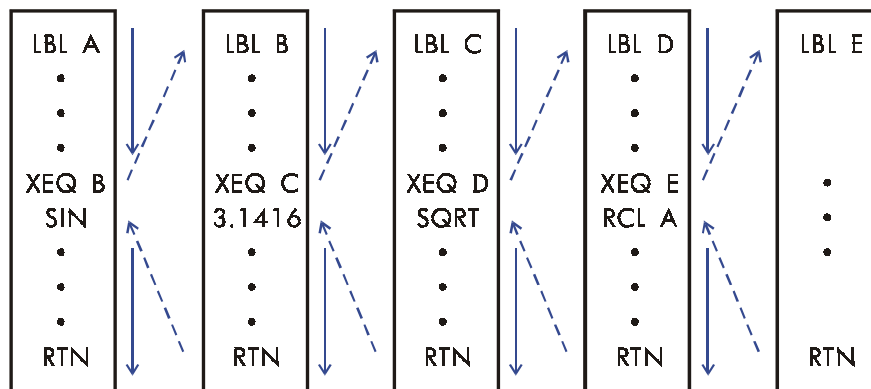 LBL A
•
•
•
XEQ B
SIN
•
•
•
RTN
LBL B
•
•
•
XEQ C
3.1416
•
•
•
RTN
LBL C
•
•
•
XEQ D
SQRT
•
•
•
RTN
LBL D
•
•
•
XEQ E
RCL A
•
•
•
RTN
LBL E
•
•
•
RTN